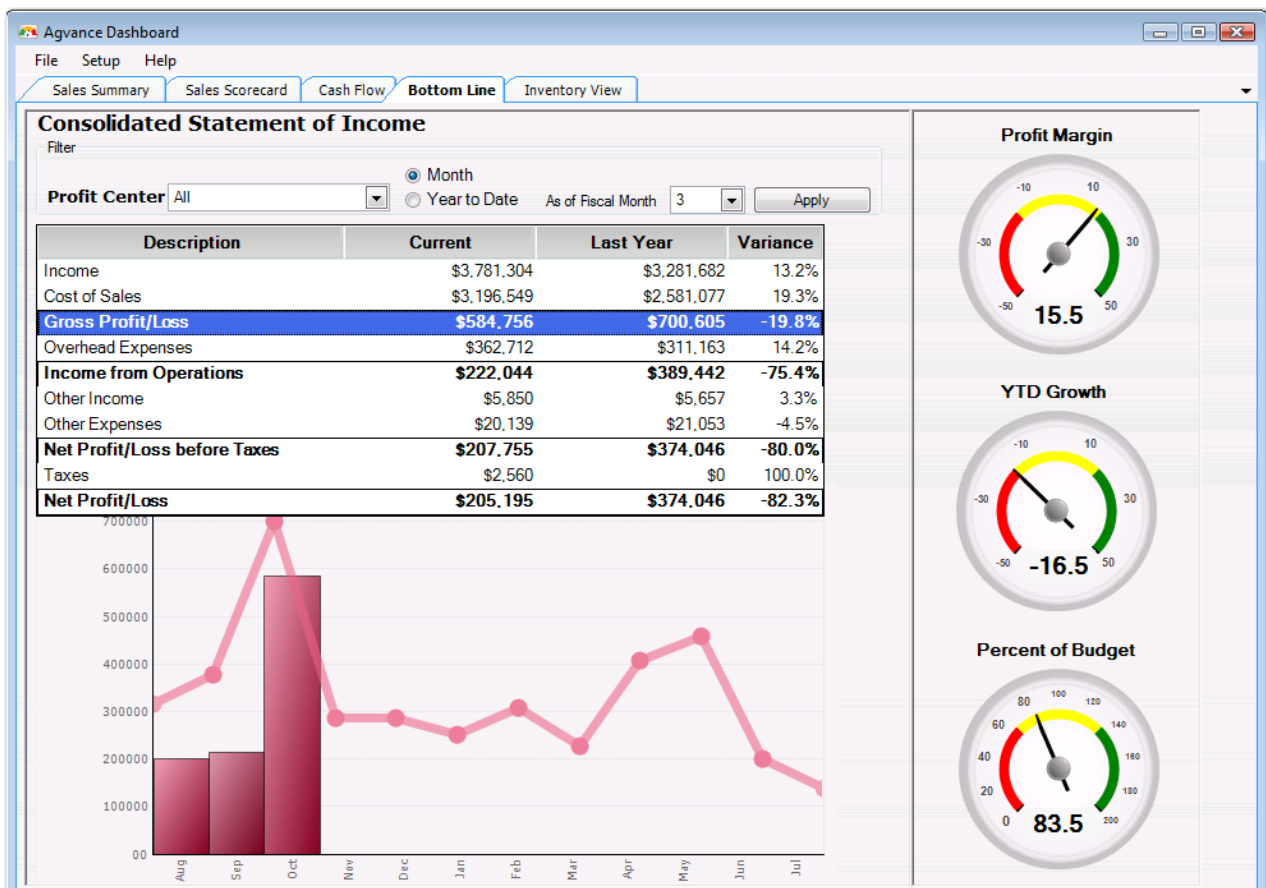 Agvance Dashboard
File Setup Help
Sales Summary Sales Scorecard Cash Flow Bottom Line Inventory View
Consolidated Statement of Income
Filter
Profit Center All
Month
Year to Date
As of Fiscal Month 3 Apply
Description Current Last Year Variance
Income $3,781,304 $3,281,682 13.2%
Cost of Sales $3,196,549 $2,581,077 19.3%
Gross Profit/Loss $584,756 $700,605 -19.8%
Overhead Expenses $362,712 $311,163 14.2%
Income from Operations $222,044 $389,442 -75.4%
Other Income $5,850 $5,657 3.3%
Other Expenses $20,139 $21,053 -4.5%
Net Profit/Loss before Taxes $207,755 $374,046 -80.0%
Taxes $2,560 $0 100.0%
Net Profit/Loss $205,195 $374,046 -82.3%
700000
600000
500000
400000
300000
200000
100000
00
Aug Sep Oct Nov Dec Jan Feb Mar Apr May Jun Jul
Profit Margin
-10 10
-30 30
-50 15.5 50
YTD Growth
-10 10
-30 30
-50 -16.5 50
Percent of Budget
80 100 120
60 140
40 160
20 180
0 83.5 200